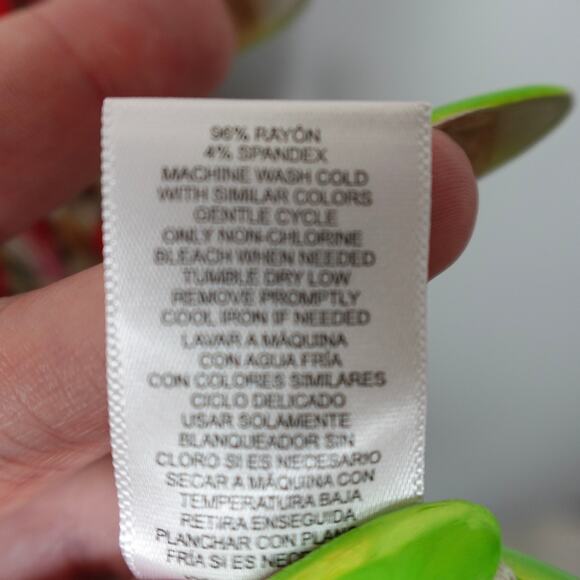 96% RAYÓN
4% SPANDEX
MACHINE WASH COLD
WITH SIMILAR COLORS
GENTLE CYCLE
ONLY NON-CHLORINE
BLEACH WHEN NEEDED
TUMBLE DRY LOW
REMOVE PROMPTLY
COOL IRON IF NEEDED
LAVAR A MÁQUINA
CON AGUA FRÍA
CON COLORES SIMILARES
CICLO DELICADO
USAR SOLAMENTE
BLANQUEADOR SIN
CLORO SI ES NECESARIO
SECAR A MÁQUINA CON
TEMPERATURA BAJA
RETIRA ENSEGUIDA
PLANCHAR CON
FRÍA SI ES